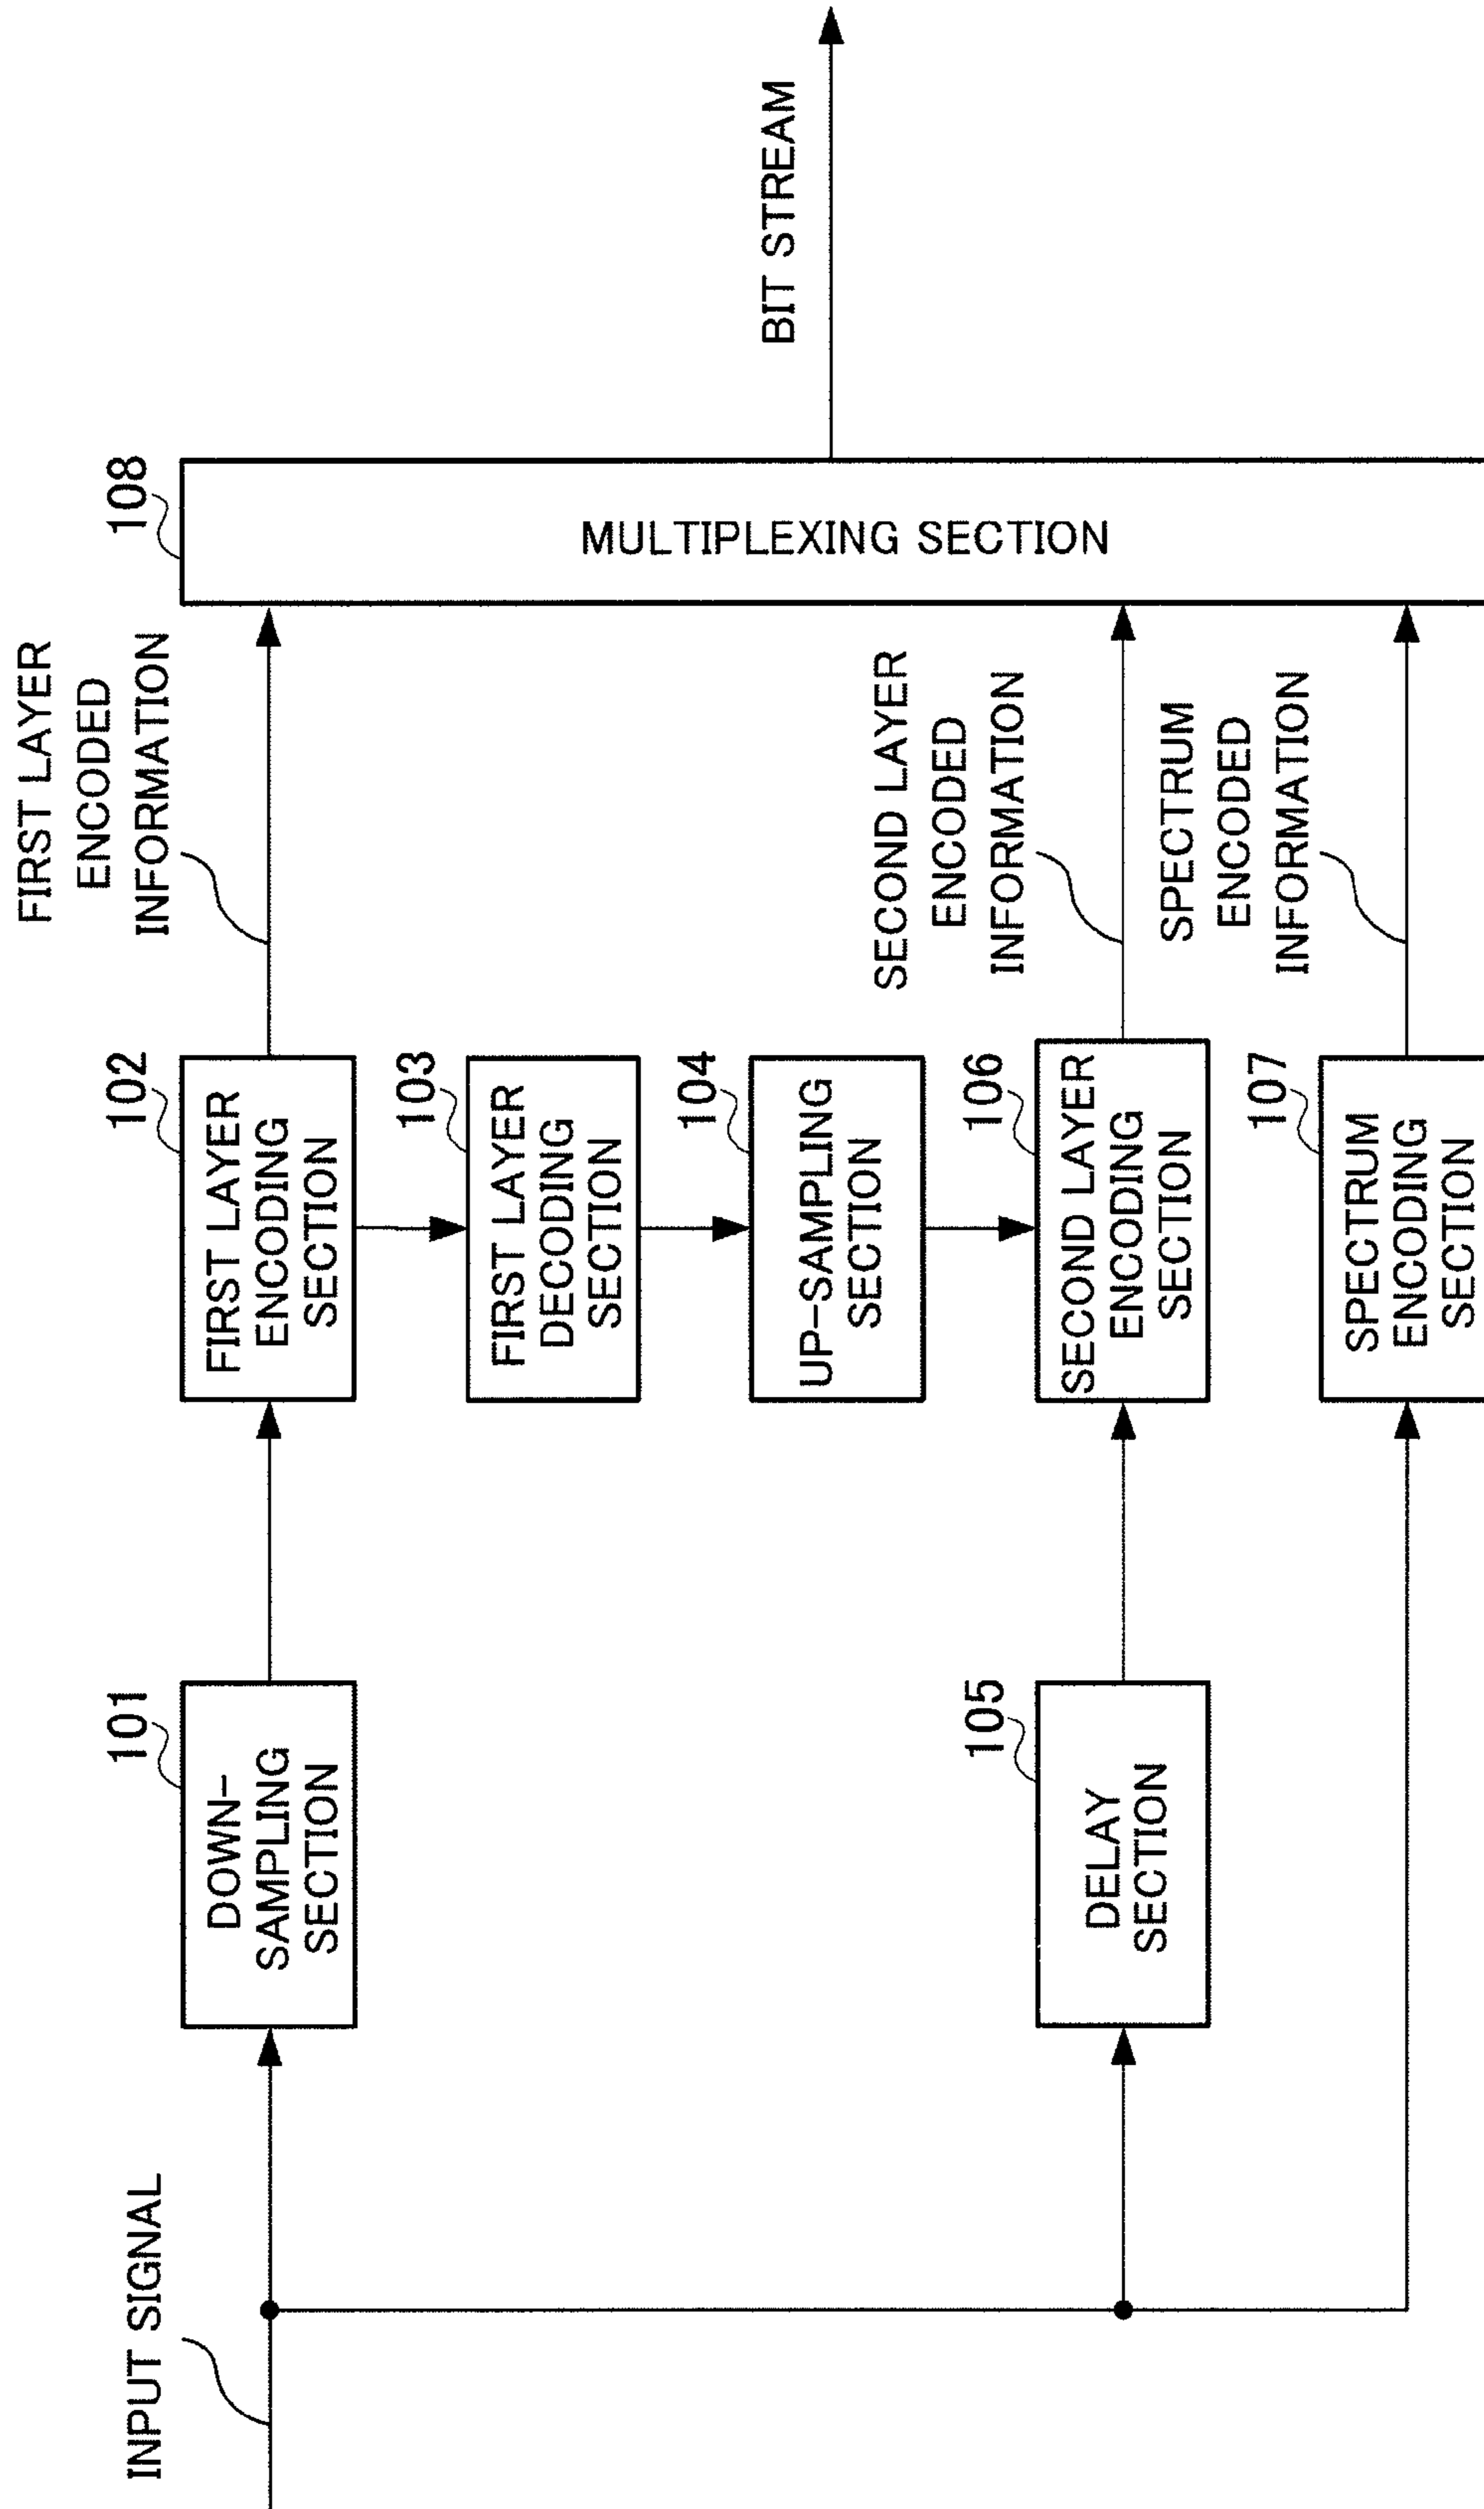 INPUT SIGNAL
101
DOWN-
SAMPLING
SECTION
102
FIRST LAYER
ENCODING
SECTION
FIRST LAYER
ENCODED
INFORMATION
108
MULTIPLEXING SECTION
BIT STREAM
103
FIRST LAYER
DECODING
SECTION
104
UP-SAMPLING
SECTION
105
DELAY
SECTION
106
SECOND LAYER
ENCODING
SECTION
SECOND LAYER
ENCODED
INFORMATION
107
SPECTRUM
ENCODING
SECTION
SPECTRUM
ENCODED
INFORMATION